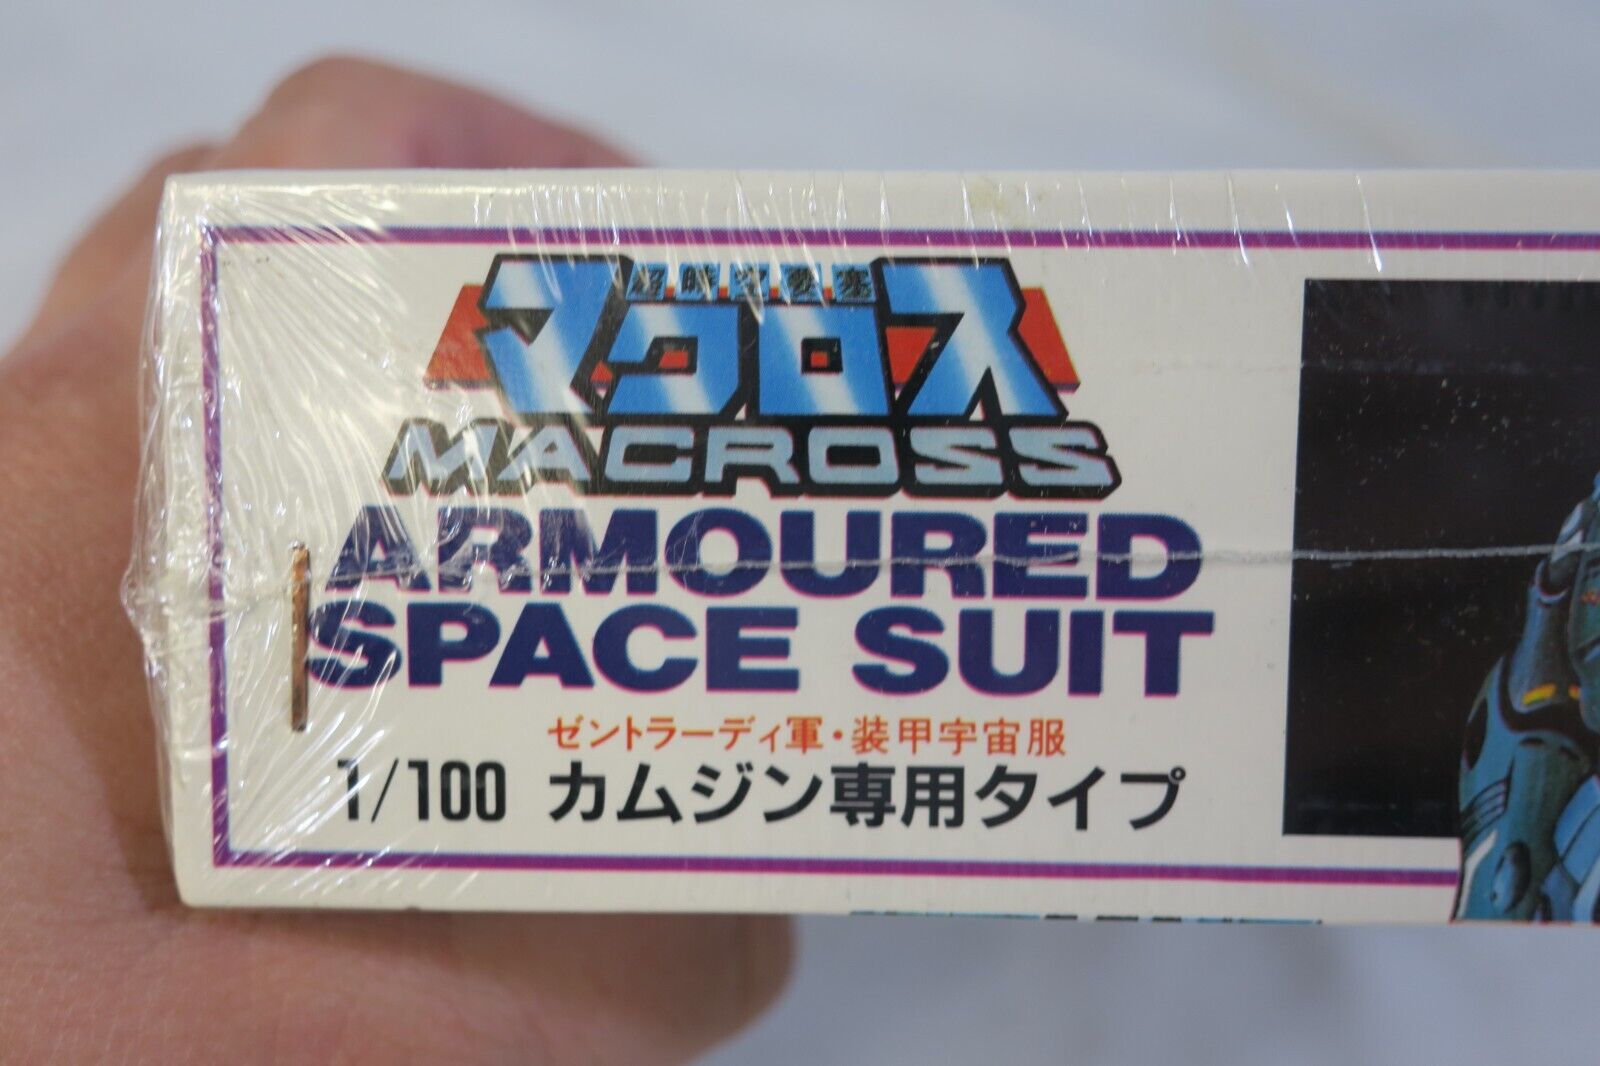 超時空要塞
マクロス
MACROSS
ARMOURED
SPACE SUIT
ゼントラーディ軍・装甲宇宙服
1/100 カムジン専用タイプ